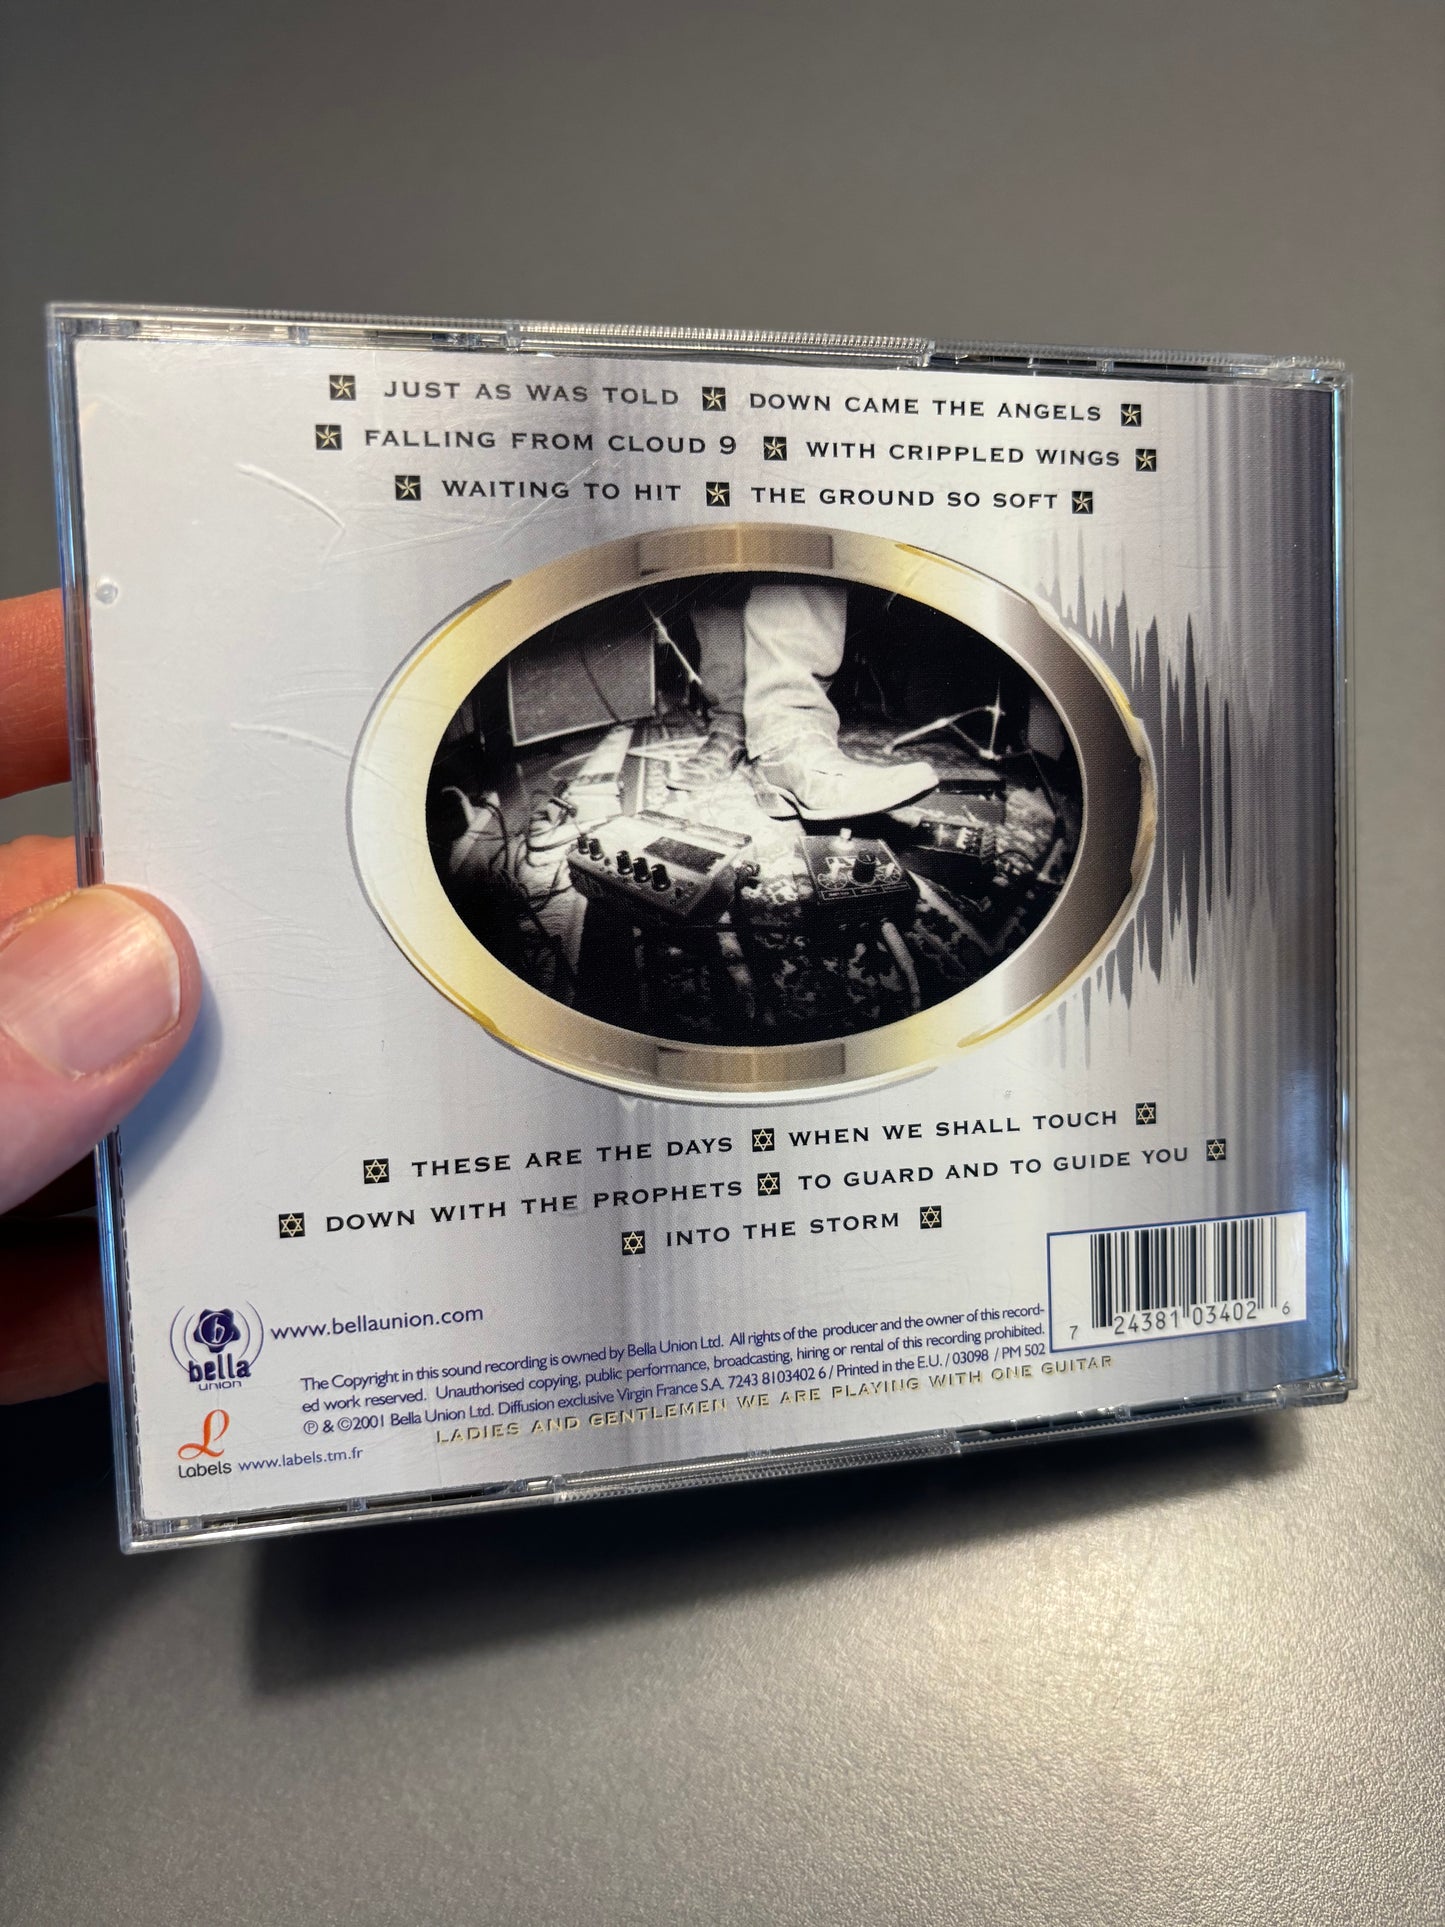 JUST AS WAS TOLD DOWN CAME THE ANGELS
FALLING FROM CLOUD 9 WITH CRIPPLED WINGS
WAITING TO HIT THE GROUND SO SOFT
THESE ARE THE DAYS WHEN WE SHALL TOUCH
DOWN WITH THE PROPHETS TO GUARD AND TO GUIDE YOU
INTO THE STORM
b
bella
union
www.bellaunion.com
The Copyright in this sound recording is owned by Bella Union Ltd. All rights of the producer and the owner of this record-
ed work reserved. Unauthorised copying, public performance, broadcasting, hiring or rental of this recording prohibited.
℗ & ©2001 Bella Union Ltd. Diffusion exclusive Virgin France S.A. 7243 8103402 6 / Printed in the E.U. / 03098 / PM 502
LADIES AND GENTLEMEN WE ARE PLAYING WITH ONE GUITAR
7 24381 03402 6
L
Labels www.labels.tm.fr